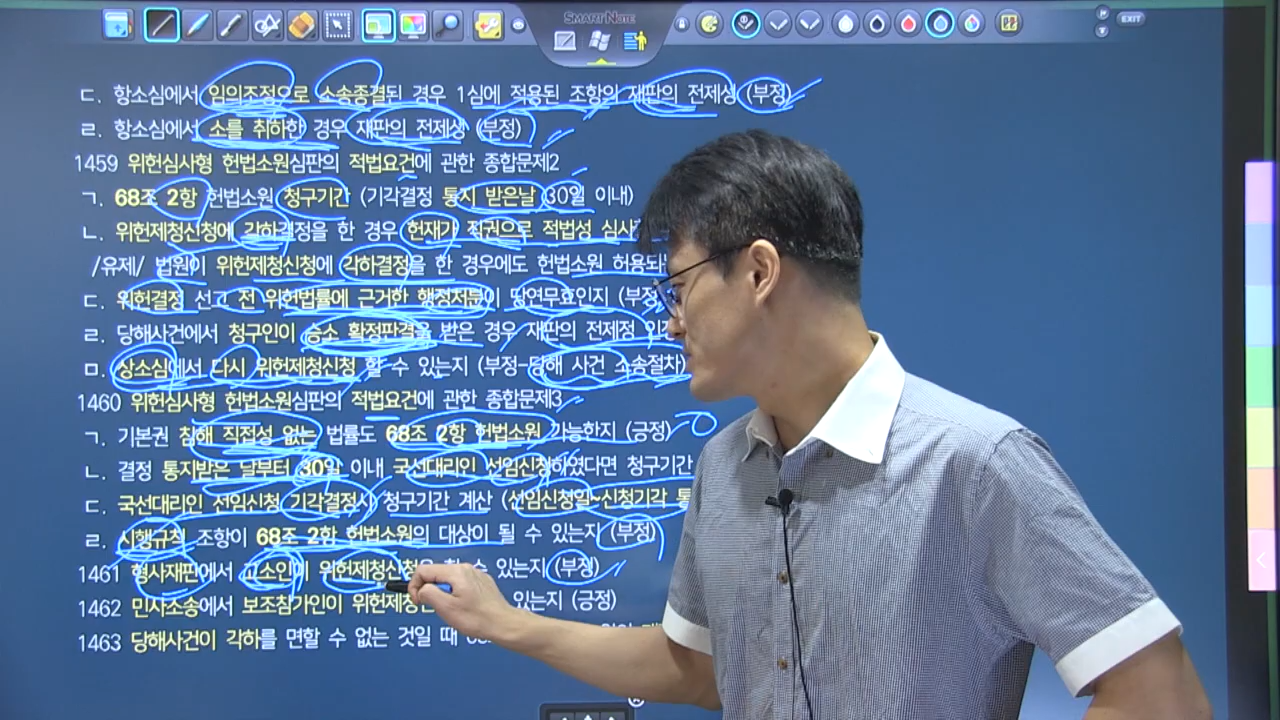 SMART NOTE
EXIT
ㄷ. 항소심에서 임의조정으로 소송종결된 경우 1심에 적용된 조항의 재판의 전제성 (부정)
ㄹ. 항소심에서 소를 취하한 경우 재판의 전제성 (부정)
1459 위헌심사형 헌법소원심판의 적법요건에 관한 종합문제2
ㄱ. 68조 2항 헌법소원 청구기간 (기각결정 통지 받은날 30일 이내)
ㄴ. 위헌제청신청에 각하결정을 한 경우 헌재가 직권으로 적법성 심사
/유제/ 법원이 위헌제청신청에 각하결정을 한 경우에도 헌법소원 허용되는
ㄷ. 위헌결정 선고 전 위헌법률에 근거한 행정처분이 당연무효인지 (부정)
ㄹ. 당해사건에서 청구인이 승소 확정판결을 받은 경우 재판의 전제정 인정
ㅁ. 상소심에서 다시 위헌제청신청 할 수 있는지 (부정-당해 사건 소송절차)
1460 위헌심사형 헌법소원심판의 적법요건에 관한 종합문제3
ㄱ. 기본권 침해 직접성 없는 법률도 68조 2항 헌법소원 가능한지 (긍정)
ㄴ. 결정 통지받은 날부터 30일 이내 국선대리인 선임신청하였다면 청구기간
ㄷ. 국선대리인 선임신청 기각결정시 청구기간 계산 (선임신청일~신청기각 통
ㄹ. 시행규칙 조항이 68조 2항 헌법소원의 대상이 될 수 있는지 (부정)
1461 형사재판에서 고소인이 위헌제청신청을 할 수 있는지 (부정)
1462 민사소송에서 보조참가인이 위헌제청 있는지 (긍정)
1463 당해사건이 각하를 면할 수 없는 것일 때